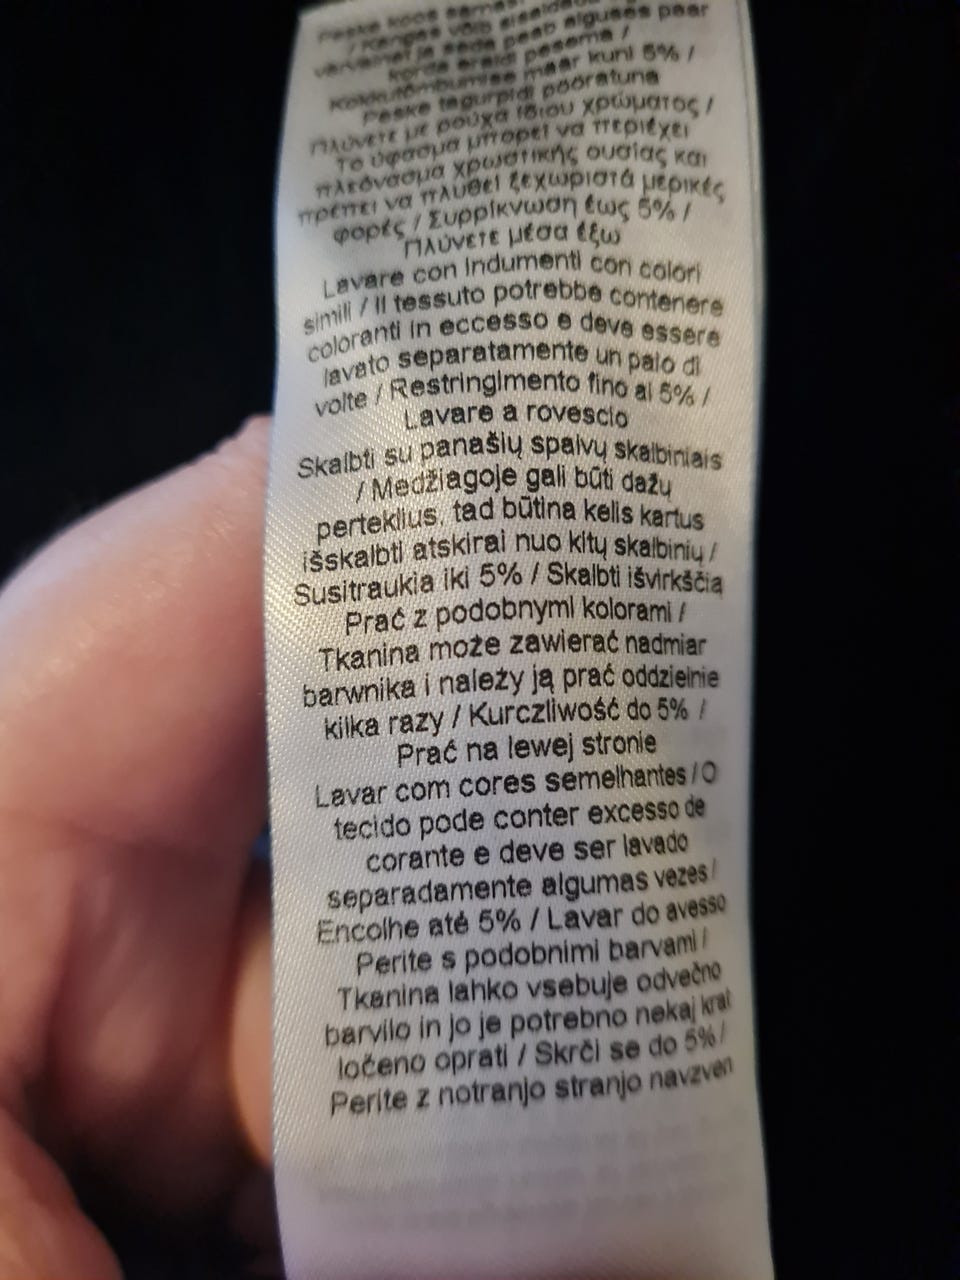 Peske koos
/ Kangas võib sisaldada
värvainet ja seda peab alguses paar
korda eraldi pesema /
Kokkutõmbumise määr kuni 5% /
Peske tagurpidi pööratuna
Πλύνετε με ρούχα ίδιου χρώματος /
Το ύφασμα μπορεί να περιέχει
πλεόνασμα χρωστικής ουσίας και
πρέπει να πλυθεί ξεχωριστά μερικές
φορές / Συρρίκνωση έως 5% /
Πλύνετε μέσα έξω
Lavare con indumenti con colori
simili / Il tessuto potrebbe contenere
coloranti in eccesso e deve essere
lavato separatamente un paio di
volte / Restringimento fino al 5% /
Lavare a rovescio
Skalbti su panašių spalvų skalbiniais
/ Medžiagoje gali būti dažų
perteklius, tad būtina kelis kartus
išskalbti atskirai nuo kitų skalbinių /
Susitraukia iki 5% / Skalbti išvirkščią
Prać z podobnymi kolorami /
Tkanina może zawierać nadmiar
barwnika i należy ją prać oddzielnie
kilka razy / Kurczliwość do 5% /
Prać na lewej stronie
Lavar com cores semelhantes / O
tecido pode conter excesso de
corante e deve ser lavado
separadamente algumas vezes /
Encolhe até 5% / Lavar do avesso
Perite s podobnimi barvami /
Tkanina lahko vsebuje odvečno
barvilo in jo je potrebno nekaj krat
ločeno oprati / Skrči se do 5% /
Perite z notranjo stranjo navzven